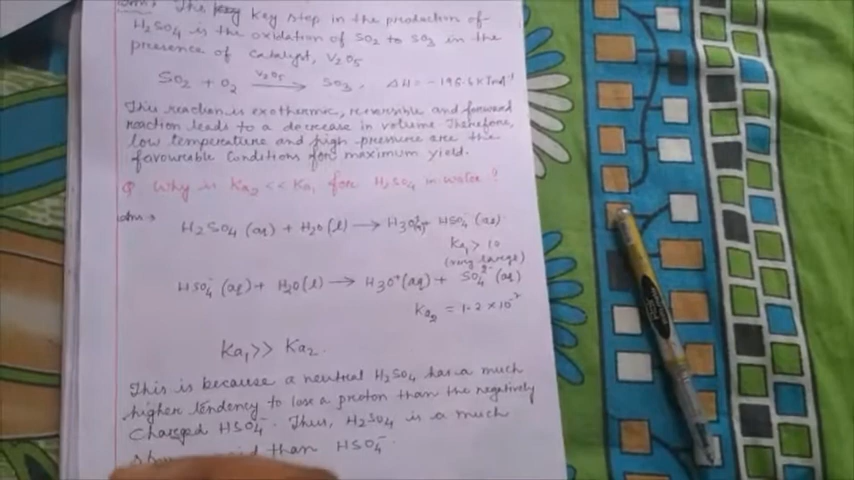 The key step in the production of
H2SO4 is the oxidation of SO2 to SO3 in the
presence of catalyst, V2O5
SO2 + O2 V2O5 → SO3, ΔH = -196.6 KJmol-1
This reaction is exothermic, reversible and forward
reaction leads to a decrease in volume. Therefore,
low temperature and high pressure are the
favourable conditions for maximum yield.
Q Why is Ka2 << Ka1 for H2SO4 in water?
H2SO4 (aq) + H2O(l) → H3O+(aq) + HSO4- (aq)
Ka1 > 10
(very large)
HSO4- (aq) + H2O(l) → H3O+(aq) + SO4 2- (aq)
Ka2 = 1.2 × 10-2
Ka1 >> Ka2
This is because a neutral H2SO4 has a much
higher tendency to lose a proton than the negatively
charged HSO4-. Thus, H2SO4 is a much
than HSO4-